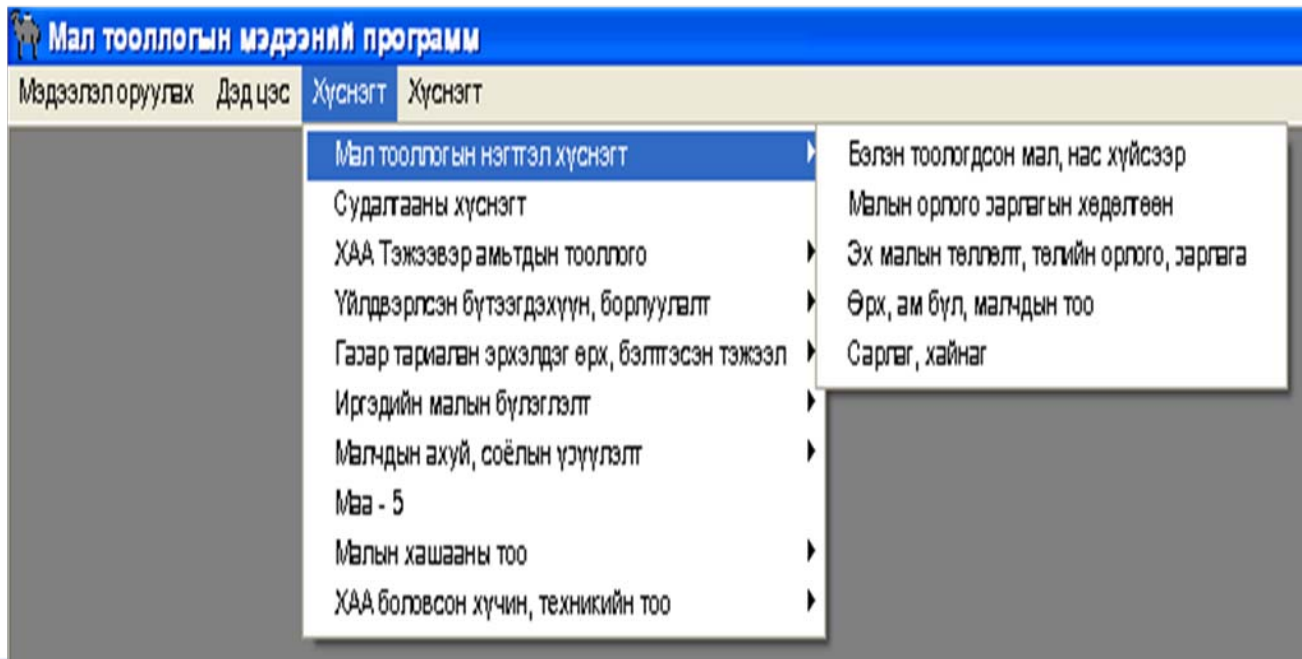 Мал тооллогын мэдээний программ
Мэдээлэл оруулах Дэд цэс Хүснэгт Хүснэгт
Мал тооллогын нэгтгэл хүснэгт
Судалгааны хүснэгт
ХАА Тэжээвэр амьтдын тооллого
Үйлдвэрлсэн бүтээгдэхүүн, борлуулалт
Газар тариалан эрхэлдэг өрх, бэлтгэсэн тэжээл
Иргэдийн малын бүлэглэлт
Малчдын ахуй, соёлын үзүүлэлт
Маа - 5
Малын хашааны тоо
ХАА боловсон хүчин, техникийн тоо
Бэлэн тоологдсон мал, нас хүйсээр
Малын орлого зарлагын хөдөлгөөн
Эх малын төллөлт, төлийн орлого, зарлага
Өрх, ам бүл, малчдын тоо
Сарлаг, хайнаг